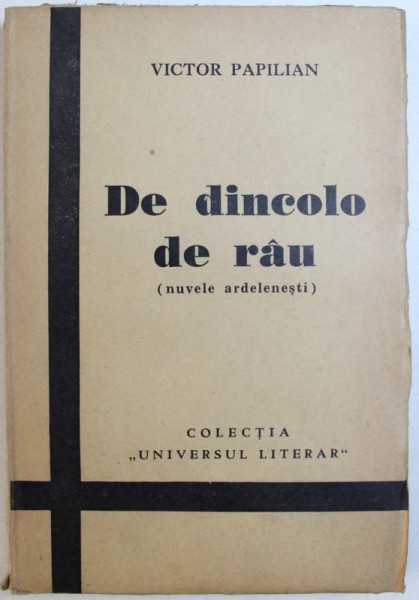 VICTOR PAPILIAN
De dincolo
de râu
(nuvele ardelenești)
COLECȚIA
„UNIVERSUL LITERAR“